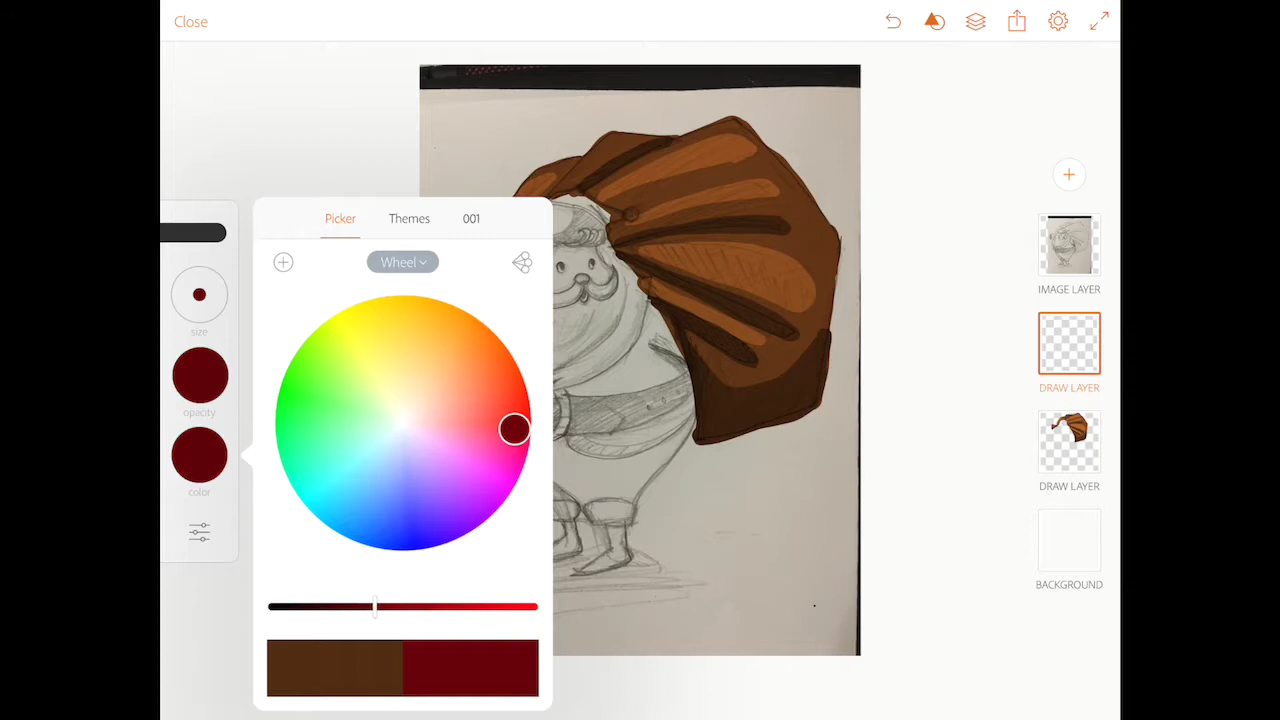 Close
Picker Themes 001
Wheel
size
opacity
color
IMAGE LAYER
DRAW LAYER
DRAW LAYER
BACKGROUND